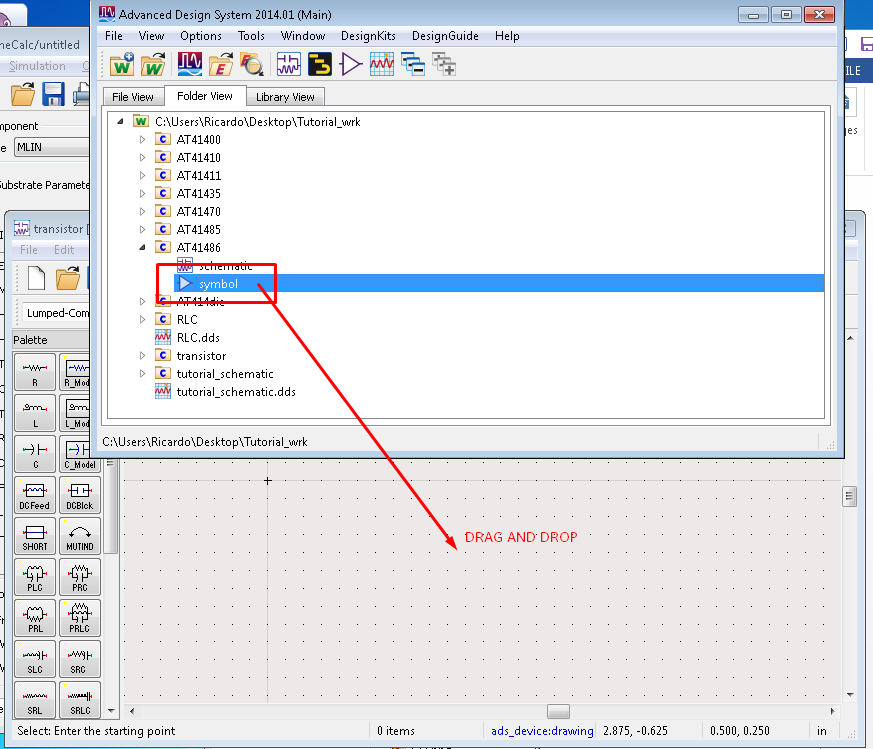 Advanced Design System 2014.01 (Main)
File View Options Tools Window DesignKits DesignGuide Help
neCalc/untitled
Simulation
ILE
File View Folder View Library View
C:\Users\Ricardo\Desktop\Tutorial_wrk
AT41400
omponent
ges
AT41410
MLIN
AT41411
ubstrate Paramete
AT41435
AT41470
transistor [
AT41485
File Edit
AT41486
schematic
symbol
AT414dic
Lumped-Com
RLC
Palette
RLC.dds
transistor
tutorial_schematic
R R_Mod
tutorial_schematic.dds
L L_Mod
C:\Users\Ricardo\Desktop\Tutorial_wrk
C C_Model
DCFeed DCBlck
DRAG AND DROP
SHORT MUTIND
PLC PRC
PRL PRLC
SLC SRC
SRL SRLC
Select: Enter the starting point 0 items ads_device:drawing 2.875, -0.625 0.500, 0.250 in